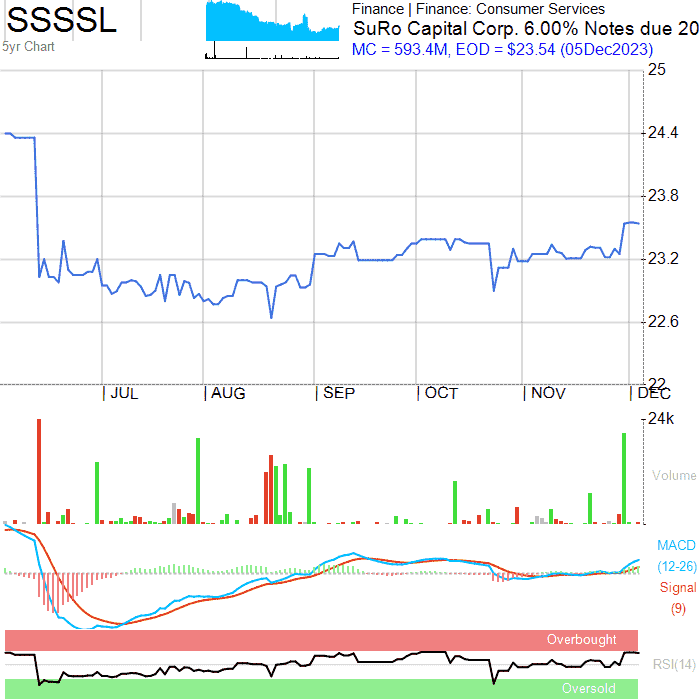 SSSSL
5yr Chart
Finance | Finance: Consumer Services
SuRo Capital Corp. 6.00% Notes due 20
MC = 593.4M, EOD = $23.54 (05Dec2023)
25
24.4
23.8
23.2
22.6
22
| JUL | AUG | SEP | OCT | NOV | DEC
24k
Volume
MACD
(12-26)
Signal
(9)
Overbought
RSI(14)
Oversold